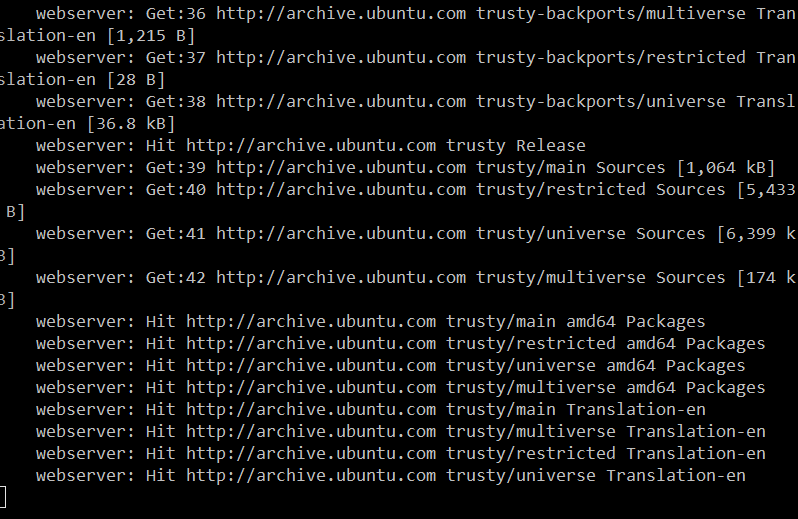 webserver: Get:36 http://archive.ubuntu.com trusty-backports/multiverse Tran
slation-en [1,215 B]
webserver: Get:37 http://archive.ubuntu.com trusty-backports/restricted Tran
slation-en [28 B]
webserver: Get:38 http://archive.ubuntu.com trusty-backports/universe Transl
ation-en [36.8 kB]
webserver: Hit http://archive.ubuntu.com trusty Release
webserver: Get:39 http://archive.ubuntu.com trusty/main Sources [1,064 kB]
webserver: Get:40 http://archive.ubuntu.com trusty/restricted Sources [5,433
B]
webserver: Get:41 http://archive.ubuntu.com trusty/universe Sources [6,399 k
B]
webserver: Get:42 http://archive.ubuntu.com trusty/multiverse Sources [174 k
B]
webserver: Hit http://archive.ubuntu.com trusty/main amd64 Packages
webserver: Hit http://archive.ubuntu.com trusty/restricted amd64 Packages
webserver: Hit http://archive.ubuntu.com trusty/universe amd64 Packages
webserver: Hit http://archive.ubuntu.com trusty/multiverse amd64 Packages
webserver: Hit http://archive.ubuntu.com trusty/main Translation-en
webserver: Hit http://archive.ubuntu.com trusty/multiverse Translation-en
webserver: Hit http://archive.ubuntu.com trusty/restricted Translation-en
webserver: Hit http://archive.ubuntu.com trusty/universe Translation-en